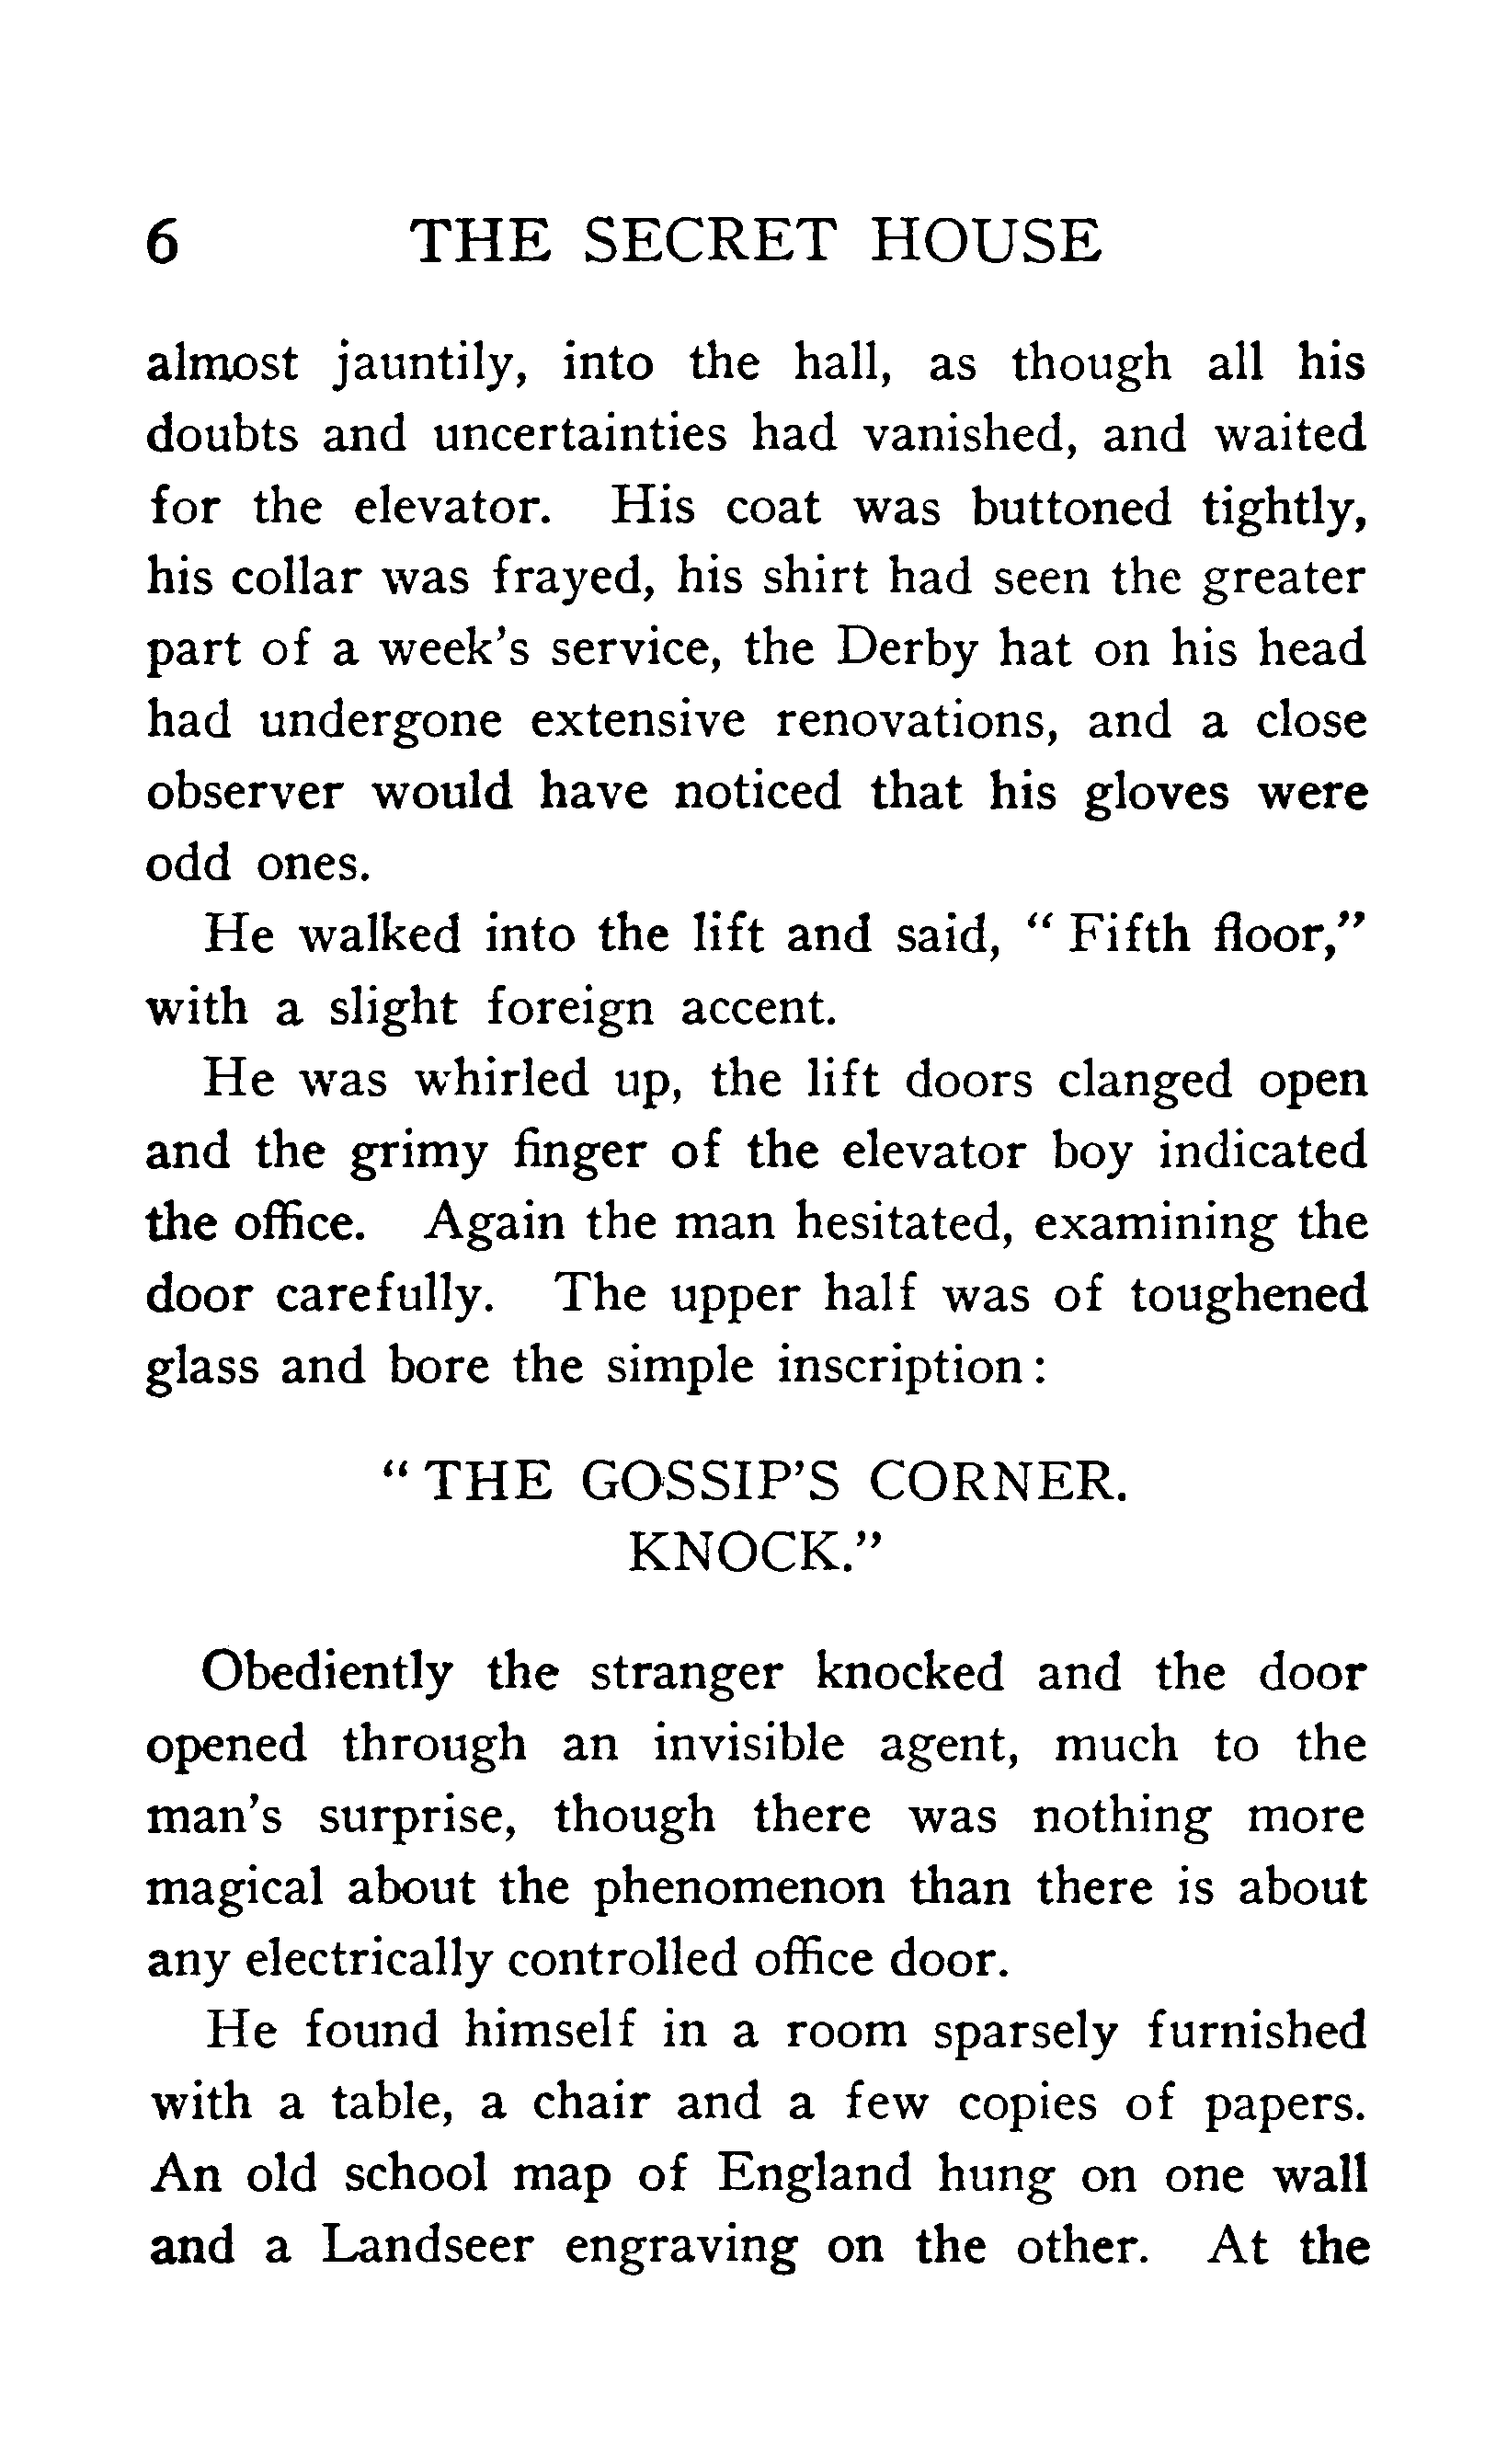 6 THE SECRET HOUSE
almost jauntily, into the hall, as though all his
doubts and uncertainties had vanished, and waited
for the elevator. His coat was buttoned tightly,
his collar was frayed, his shirt had seen the greater
part of a week's service, the Derby hat on his head
had undergone extensive renovations, and a close
observer would have noticed that his gloves were
odd ones.
He walked into the lift and said, “ Fifth floor,”
with a slight foreign accent.
He was whirled up, the lift doors clanged open
and the grimy finger of the elevator boy indicated
the office. Again the man hesitated, examining the
door carefully. The upper half was of toughened
glass and bore the simple inscription :
“ THE GOSSIP'S CORNER.
KNOCK.”
Obediently the stranger knocked and the door
opened through an invisible agent, much to the
man's surprise, though there was nothing more
magical about the phenomenon than there is about
any electrically controlled office door.
He found himself in a room sparsely furnished
with a table, a chair and a few copies of papers.
An old school map of England hung on one wall
and a Landseer engraving on the other. At the